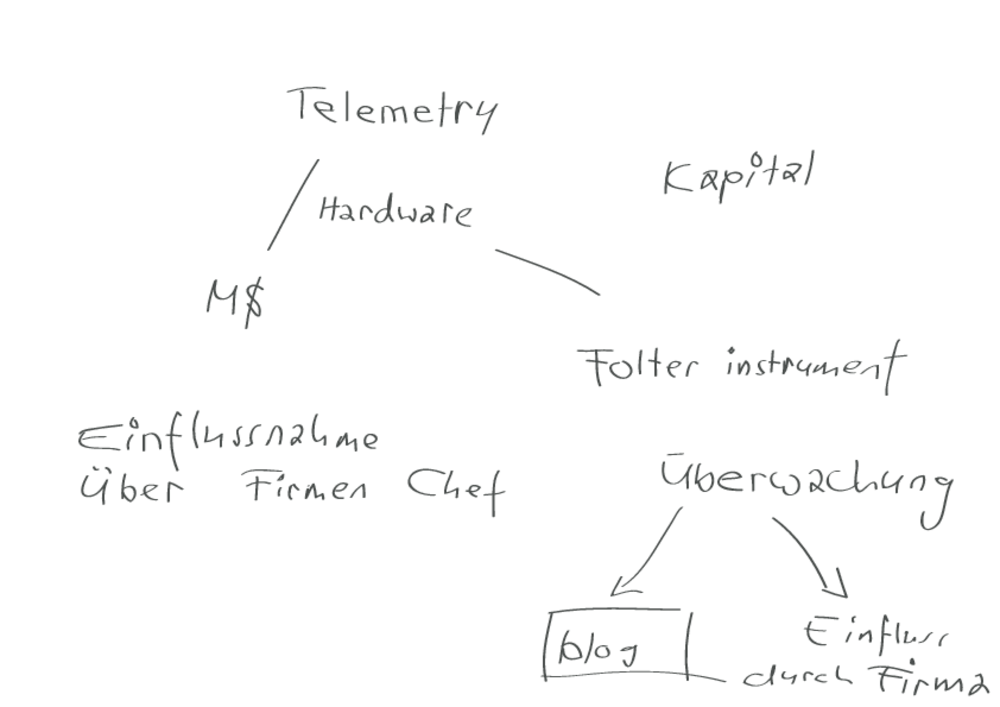 Telemetry
Kapital
Hardware
M$
Folter instrument
Einflussnahme
über Firmen Chef
Überwachung
blog
Einfluss
durch Firma